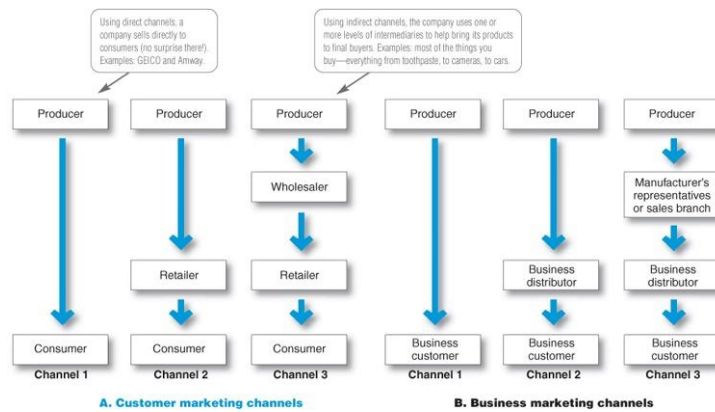 Using direct channels, a
company sells directly to
consumers (no surprise there!).
Examples: GEICO and Amway.
Using indirect channels, the company uses one or
more levels of intermediaries to help bring its products
to final buyers. Examples: most of the things you
buy—everything from toothpaste, to cameras, to cars.
Producer
Producer
Producer
Producer
Producer
Producer
Wholesaler
Manufacturer's
representatives
or sales branch
Retailer
Retailer
Business
distributor
Business
distributor
Consumer
Consumer
Consumer
Business
customer
Business
customer
Business
customer
Channel 1
Channel 2
Channel 3
Channel 1
Channel 2
Channel 3
A. Customer marketing channels
B. Business marketing channels